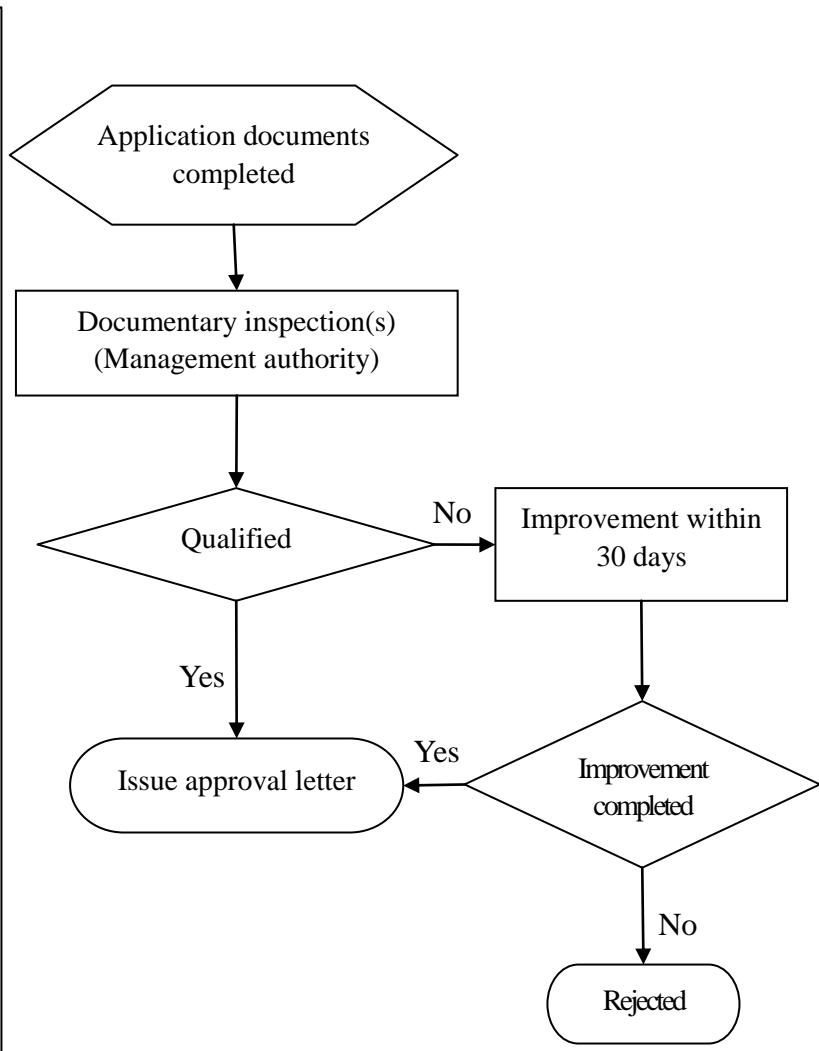 Application documents
completed
Documentary inspection(s)
(Management authority)
Qualified
No
Improvement within
30 days
Yes
Issue approval letter
Yes
Improvement
completed
No
Rejected